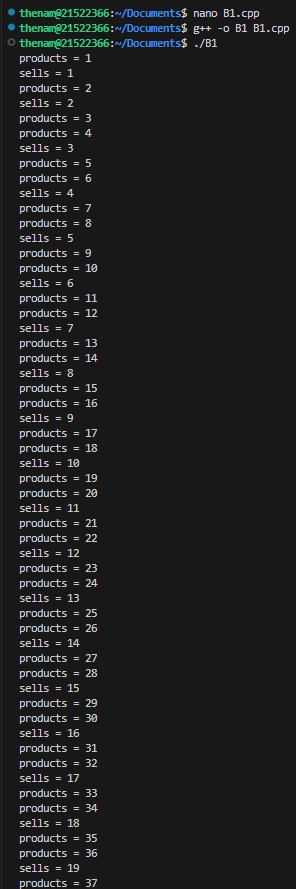 thenam@21522366:~/Documents$ nano B1.cpp
thenam@21522366:~/Documents$ g++ -o B1 B1.cpp
thenam@21522366:~/Documents$ ./B1
products = 1
sells = 1
products = 2
sells = 2
products = 3
products = 4
sells = 3
products = 5
products = 6
sells = 4
products = 7
products = 8
sells = 5
products = 9
products = 10
sells = 6
products = 11
products = 12
sells = 7
products = 13
products = 14
sells = 8
products = 15
products = 16
sells = 9
products = 17
products = 18
sells = 10
products = 19
products = 20
sells = 11
products = 21
products = 22
sells = 12
products = 23
products = 24
sells = 13
products = 25
products = 26
sells = 14
products = 27
products = 28
sells = 15
products = 29
products = 30
sells = 16
products = 31
products = 32
sells = 17
products = 33
products = 34
sells = 18
products = 35
products = 36
sells = 19
products = 37